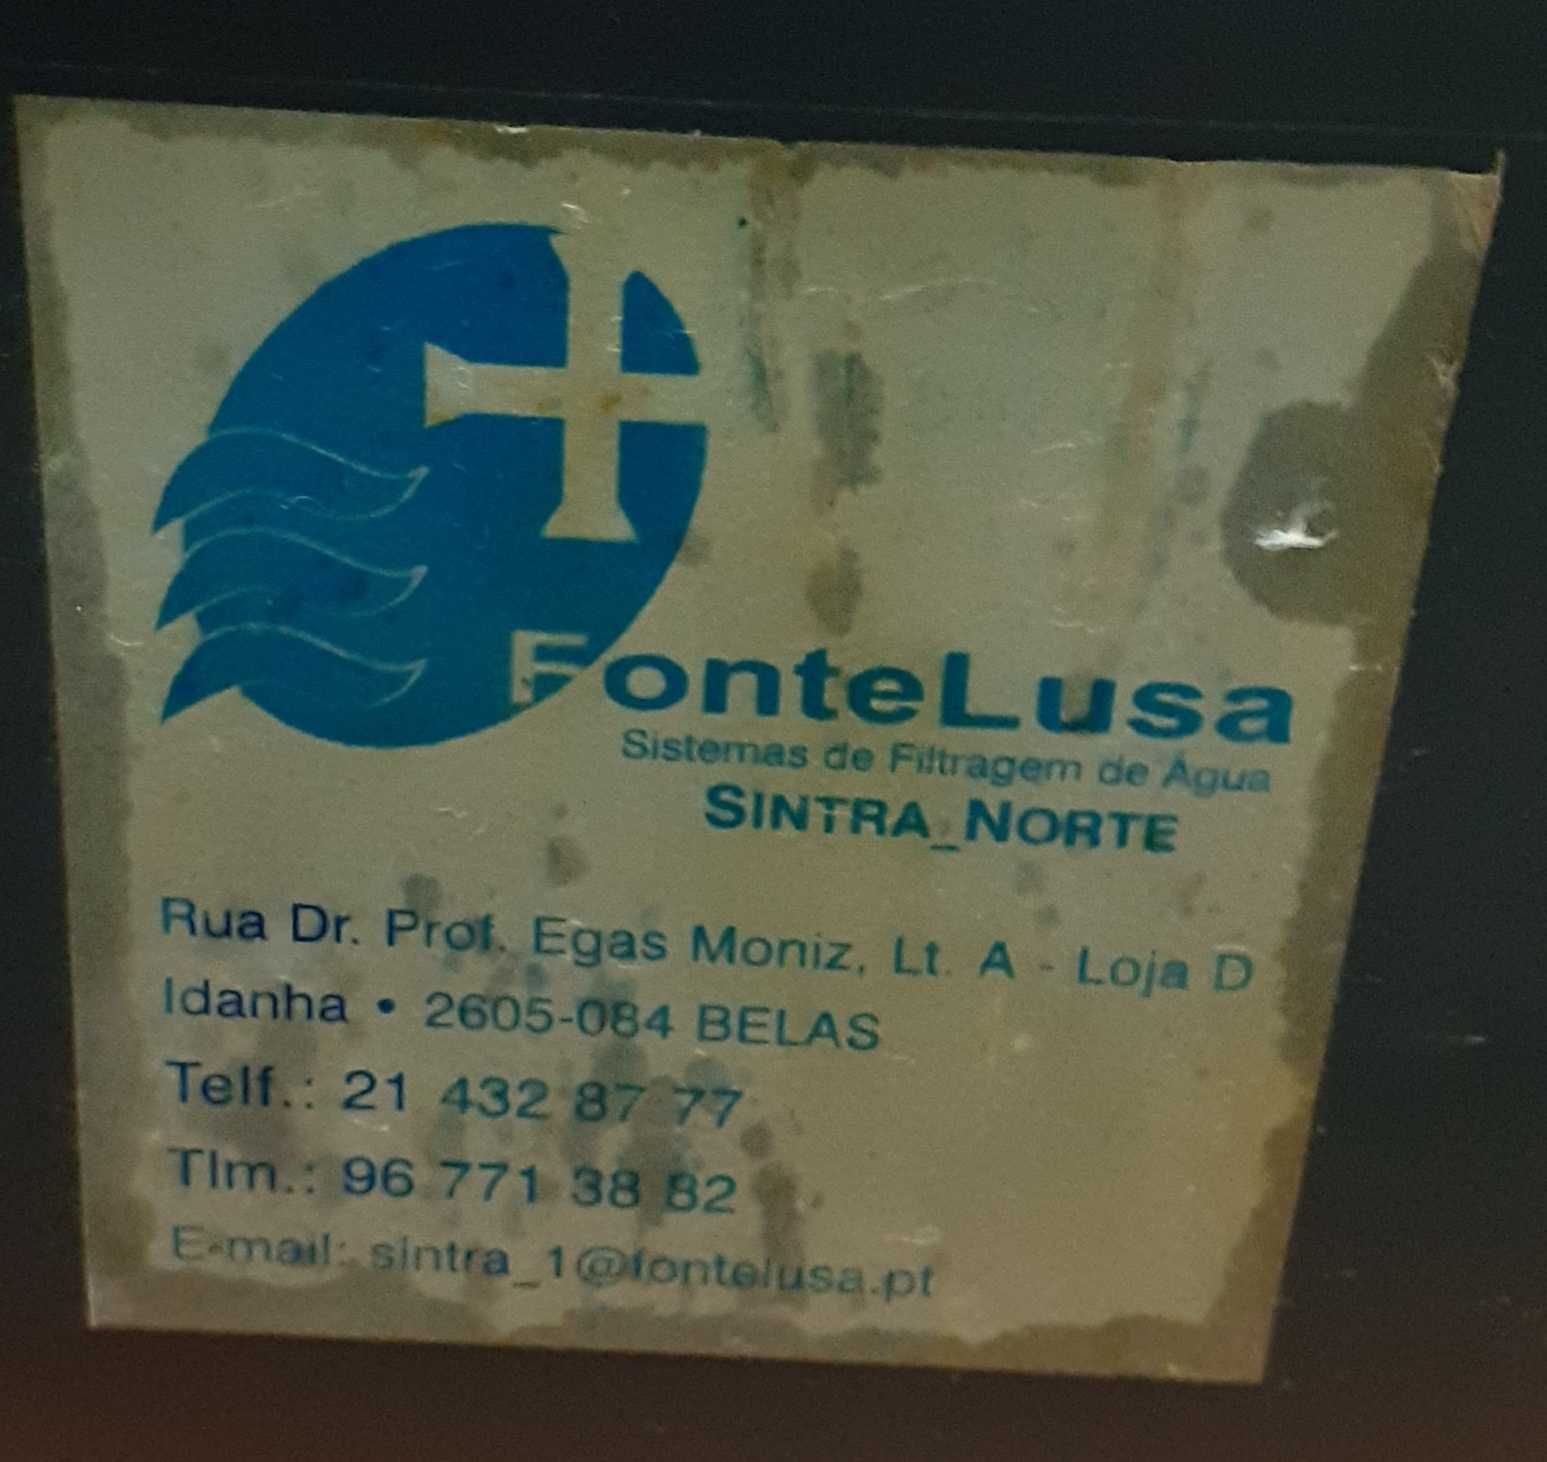 FonteLusa
Sistemas de Filtragem de Água
SINTRA_NORTE
Rua Dr. Prof. Egas Moniz, Lt. A - Loja D
Idanha • 2605-084 BELAS
Telf.: 21 432 87 77
Tlm.: 96 771 38 82
E-mail: sintra_1@fontelusa.pt